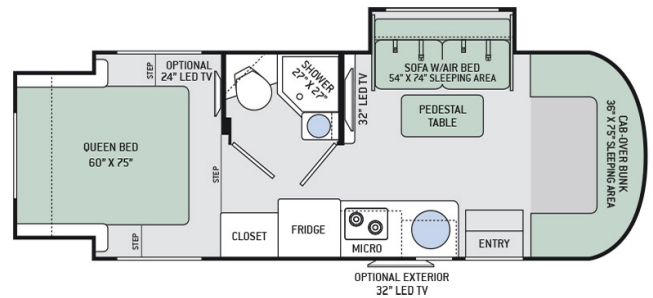 STEP
OPTIONAL
24" LED TV
SHOWER
27" X 27"
32" LED TV
SOFA W/AIR BED
54" X 74" SLEEPING AREA
PEDESTAL
TABLE
CAB-OVER BUNK
36" X 75" SLEEPING AREA
QUEEN BED
60" X 75"
STEP
STEP
CLOSET
FRIDGE
MICRO
ENTRY
OPTIONAL EXTERIOR
32" LED TV